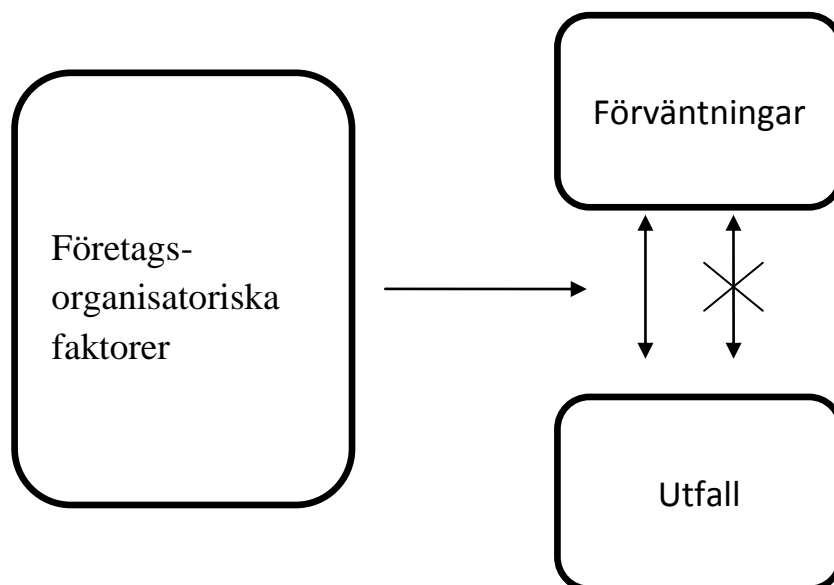 Företags-
organisatoriska
faktorer
Förväntningar
Utfall